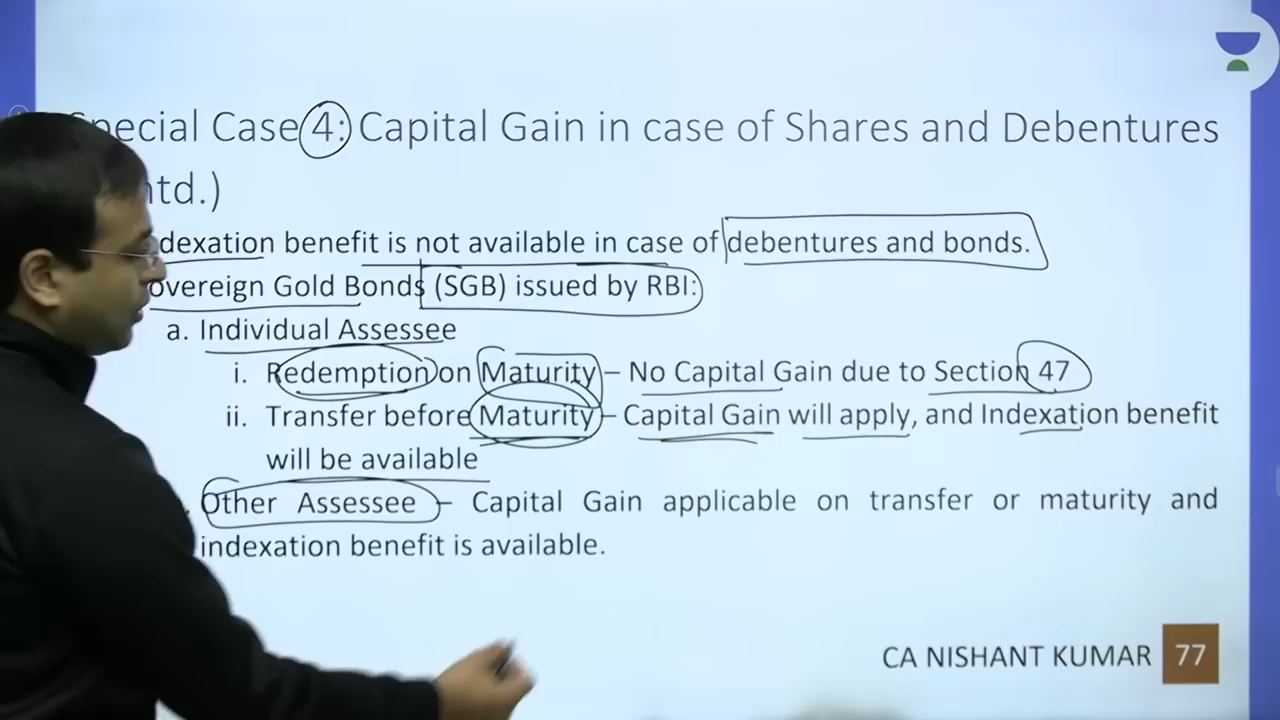 pecial Case 4: Capital Gain in case of Shares and Debentures
ntd.)
dexation benefit is not available in case of debentures and bonds.
overeign Gold Bonds (SGB) issued by RBI:
a. Individual Assessee
i. Redemption on Maturity – No Capital Gain due to Section 47
ii. Transfer before Maturity – Capital Gain will apply, and Indexation benefit
will be available
. Other Assessee – Capital Gain applicable on transfer or maturity and
indexation benefit is available.
CA NISHANT KUMAR 77